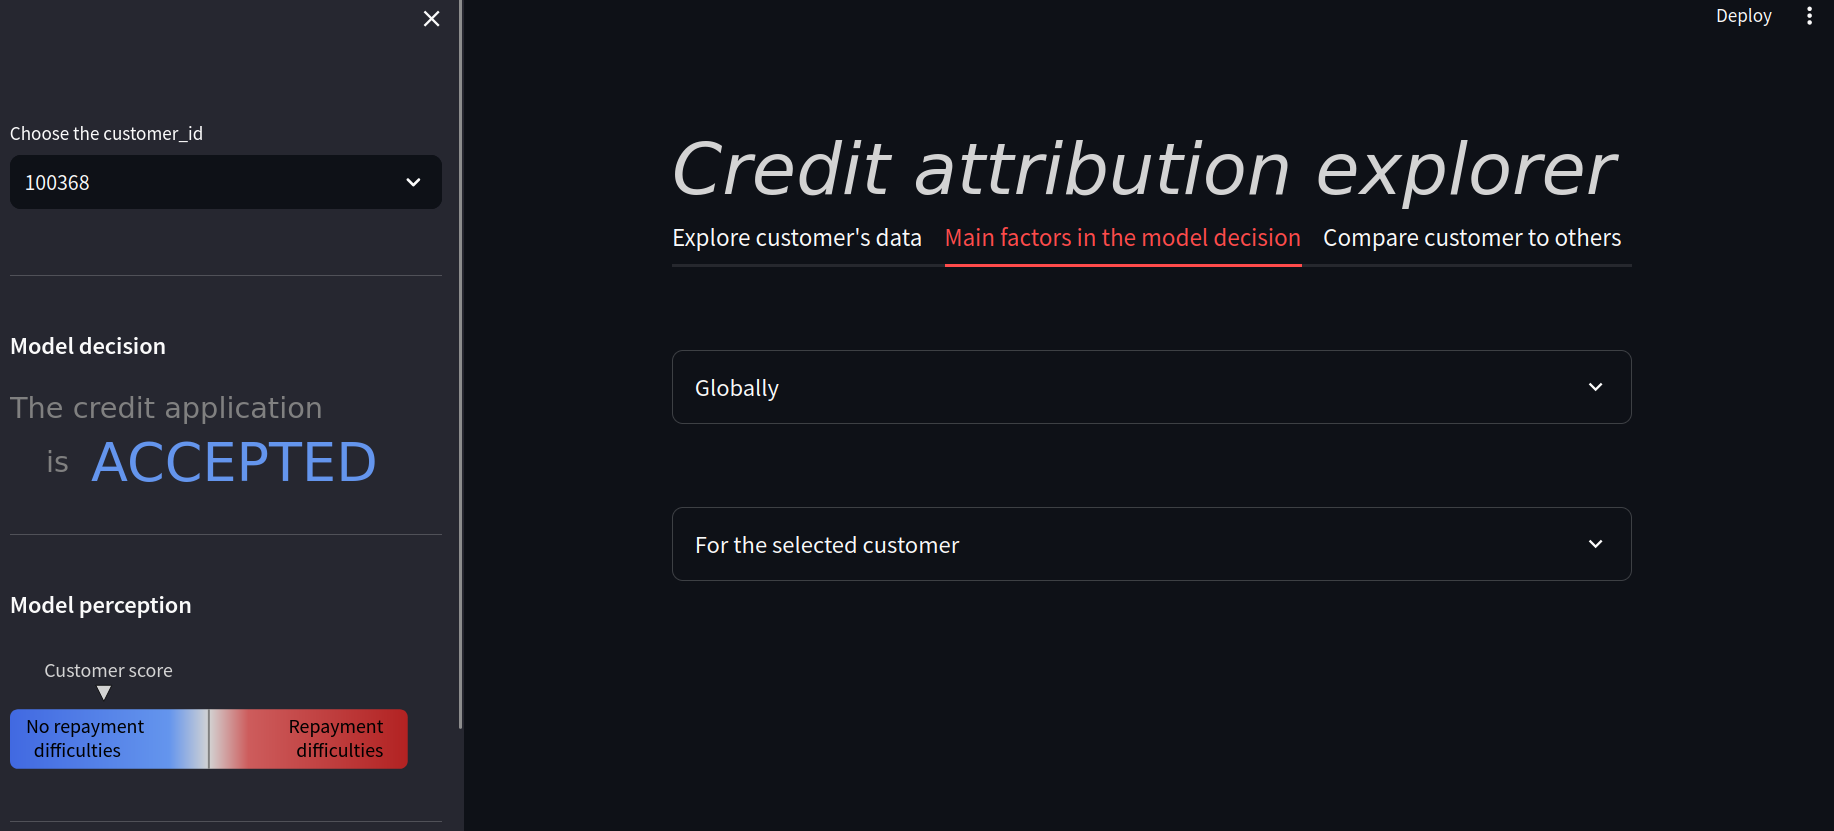 Deploy
Choose the customer_id
100368
Model decision
The credit application
is ACCEPTED
Model perception
Customer score
No repayment
difficulties
Repayment
difficulties
Credit attribution explorer
Explore customer's data
Main factors in the model decision
Compare customer to others
Globally
For the selected customer